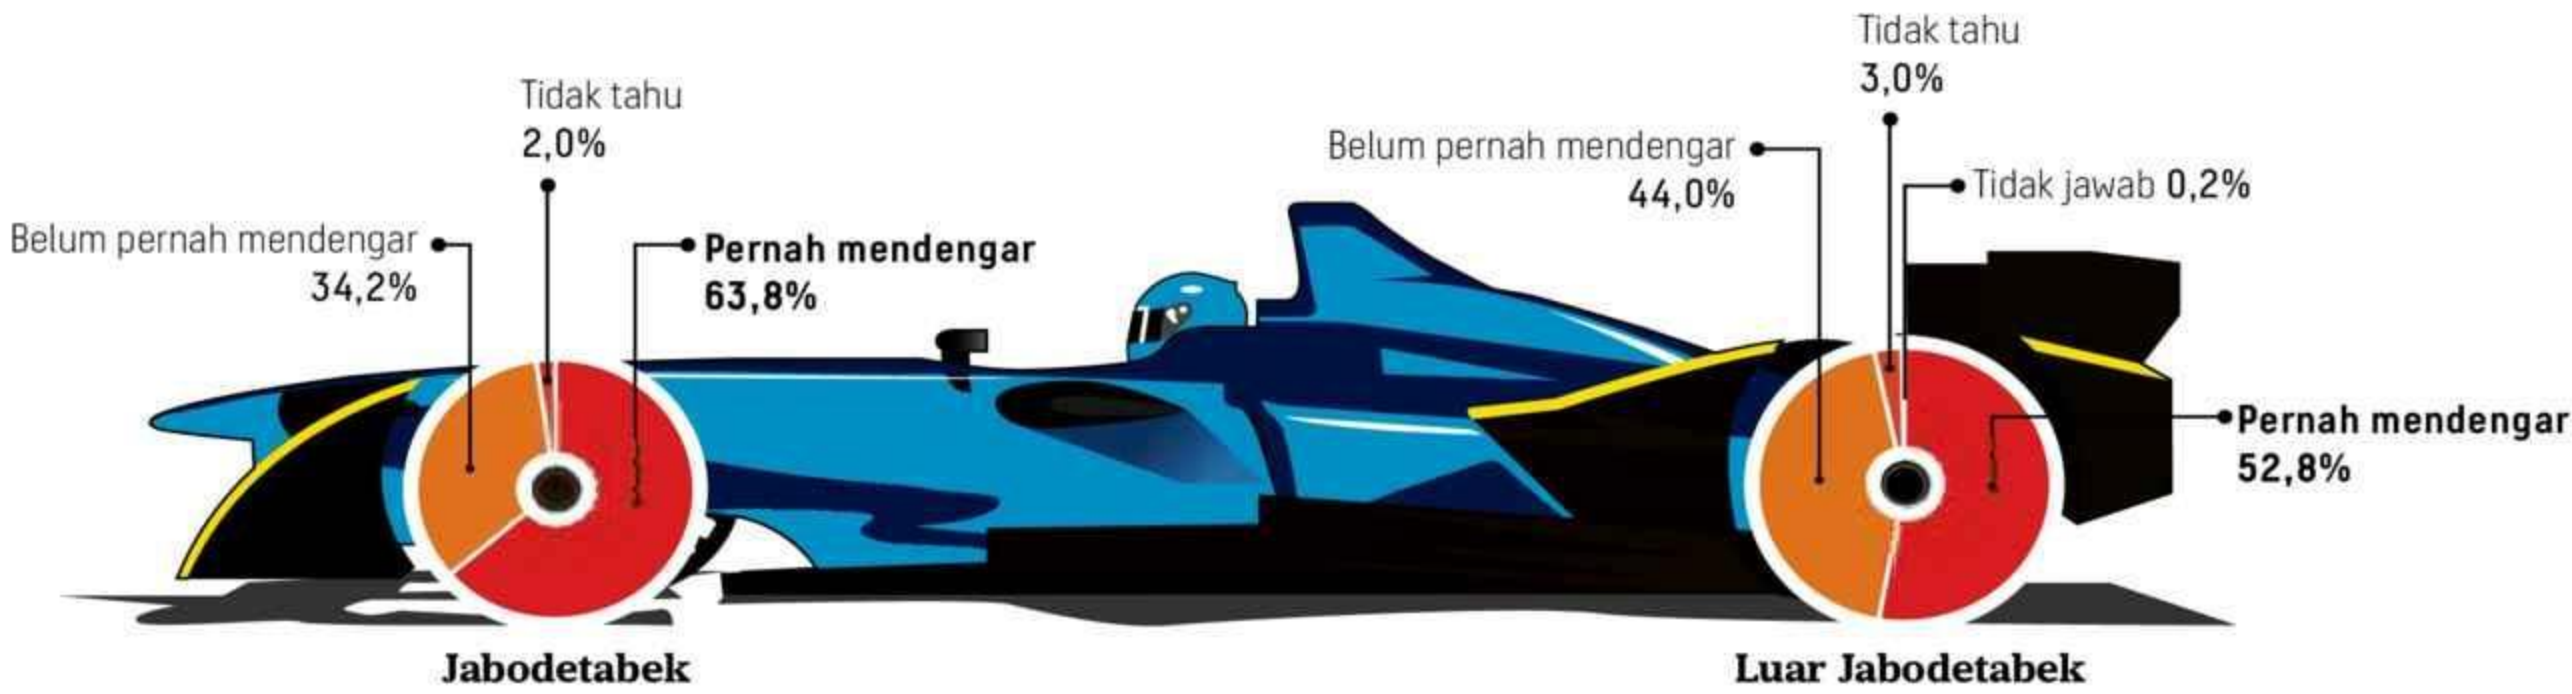 Tidak tahu
2,0%
Belum pernah mendengar
34,2%
Pernah mendengar
63,8%
Jabodetabek
Tidak tahu
3,0%
Belum pernah mendengar
44,0%
Tidak jawab 0,2%
Pernah mendengar
52,8%
Luar Jabodetabek